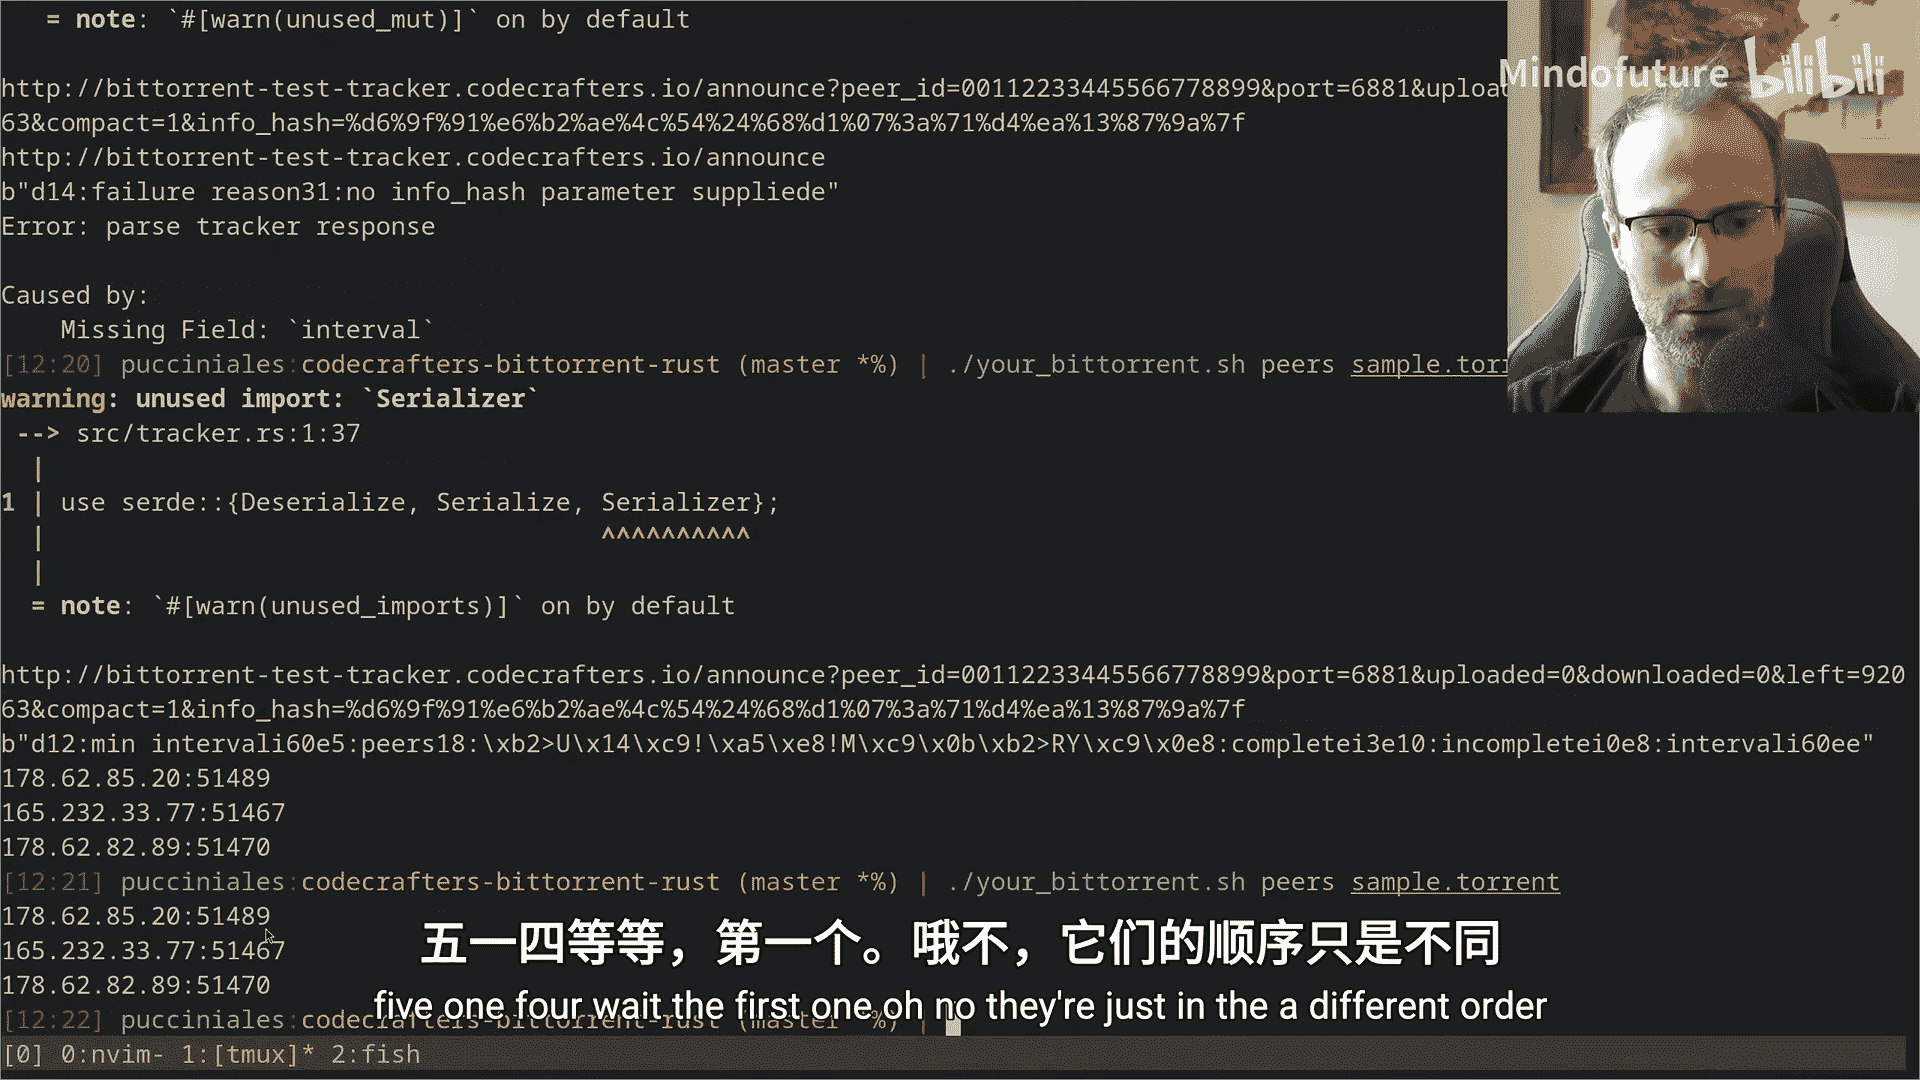 = note: `#[warn(unused_mut)]` on by default
http://bittorrent-test-tracker.codecrafters.io/announce?peer_id=00112233445566778899&port=6881&uploa
63&compact=1&info_hash=%d6%9f%91%e6%b2%ae%4c%54%24%68%d1%07%3a%71%d4%ea%13%87%9a%7f
http://bittorrent-test-tracker.codecrafters.io/announce
b"d14:failure reason31:no info_hash parameter suppliede"
Error: parse tracker response
Caused by:
Missing Field: `interval`
[12:20] pucciniales:codecrafters-bittorrent-rust (master *%) | ./your_bittorrent.sh peers sample.torr
warning: unused import: `Serializer`
--> src/tracker.rs:1:37
|
1 | use serde::{Deserialize, Serialize, Serializer};
| ^^^^^^^^^^
|
= note: `#[warn(unused_imports)]` on by default
http://bittorrent-test-tracker.codecrafters.io/announce?peer_id=00112233445566778899&port=6881&uploaded=0&downloaded=0&left=920
63&compact=1&info_hash=%d6%9f%91%e6%b2%ae%4c%54%24%68%d1%07%3a%71%d4%ea%13%87%9a%7f
b"d12:min intervali60e5:peers18:\xb2>U\x14\xc9!\xa5\xe8!M\xc9\x0b\xb2>RY\xc9\x0e8:completei3e10:incompletei0e8:intervali60ee"
178.62.85.20:51489
165.232.33.77:51467
178.62.82.89:51470
[12:21] pucciniales:codecrafters-bittorrent-rust (master *%) | ./your_bittorrent.sh peers sample.torrent
178.62.85.20:51489
165.232.33.77:51467
178.62.82.89:51470
[12:22] pucciniales:codecrafters-bittorrent-rust (master *%) |
[0] 0:nvim- 1:[tmux]* 2:fish
Mindofuture bilibili
五一四等等，第一个。哦不，它们的顺序只是不同
five one four wait the first one oh no they're just in the a different order